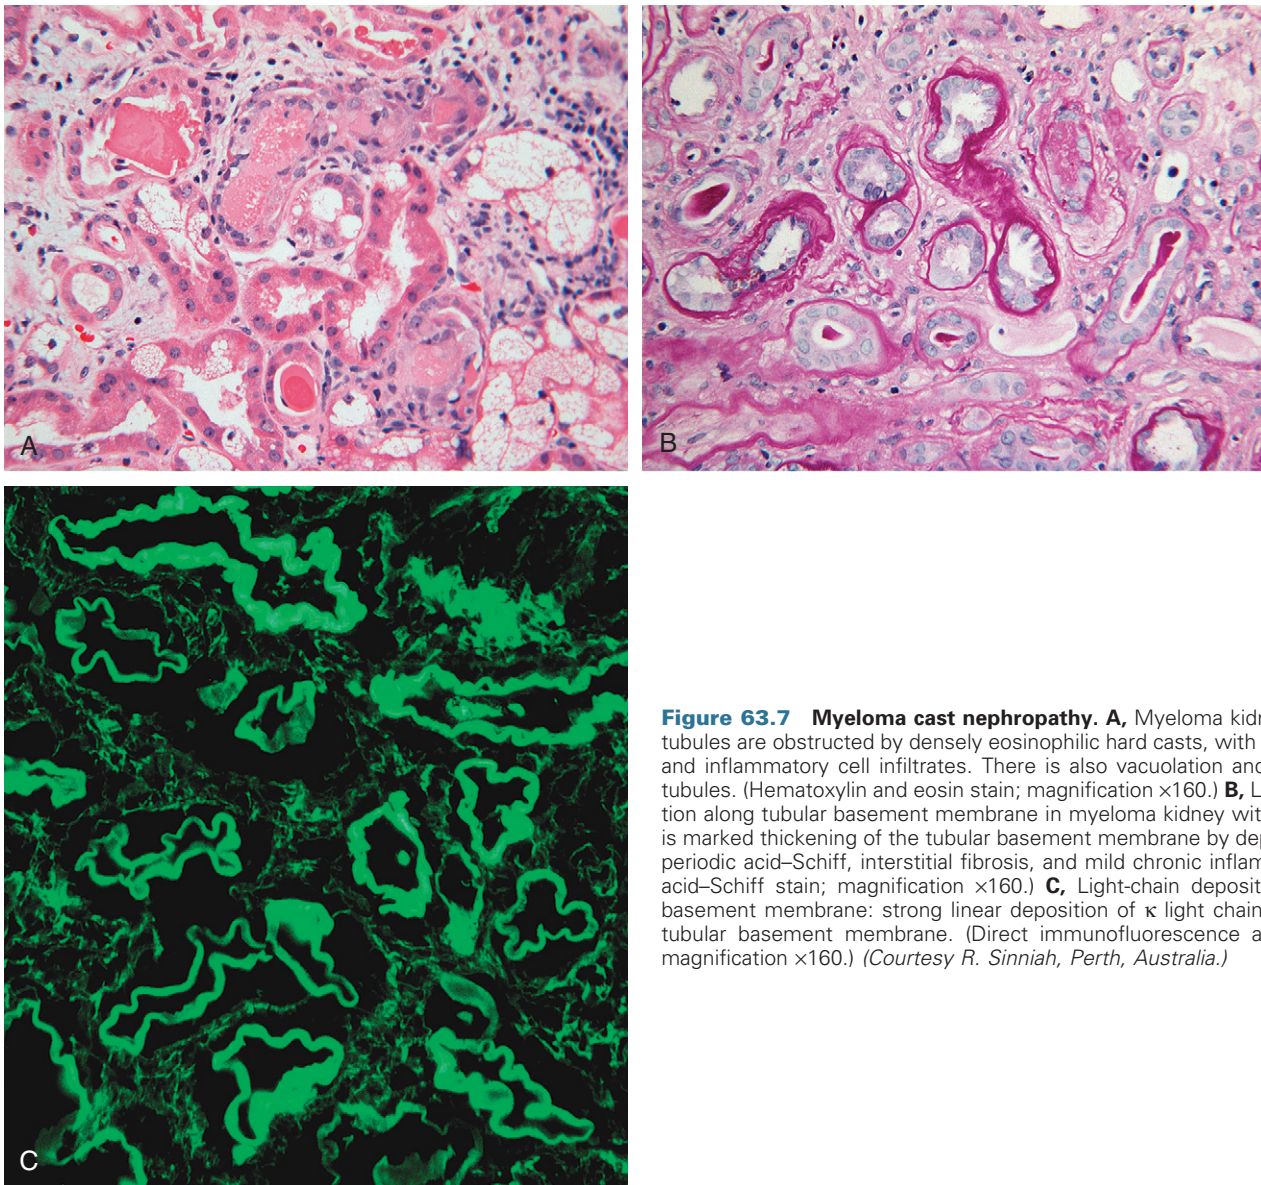 A
B
C
Figure 63.7 Myeloma cast nephropathy. A, Myeloma kidn
tubules are obstructed by densely eosinophilic hard casts, with
and inflammatory cell infiltrates. There is also vacuolation and
tubules. (Hematoxylin and eosin stain; magnification ×160.) B, L
tion along tubular basement membrane in myeloma kidney wit
is marked thickening of the tubular basement membrane by dep
periodic acid–Schiff, interstitial fibrosis, and mild chronic inflam
acid–Schiff stain; magnification ×160.) C, Light-chain deposit
basement membrane: strong linear deposition of κ light chain
tubular basement membrane. (Direct immunofluorescence a
magnification ×160.) (Courtesy R. Sinniah, Perth, Australia.)